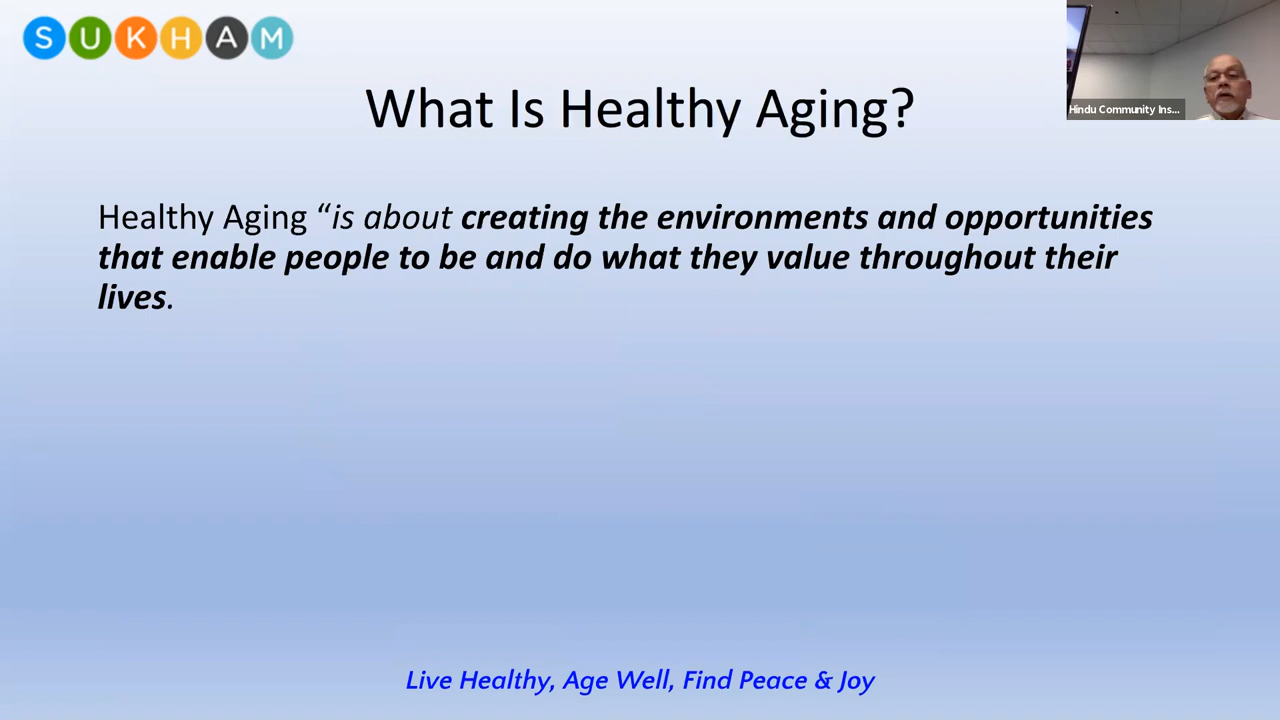 SUKHAM
What Is Healthy Aging?
Hindu Community Ins...
Healthy Aging “is about creating the environments and opportunities
that enable people to be and do what they value throughout their
lives.
Live Healthy, Age Well, Find Peace & Joy